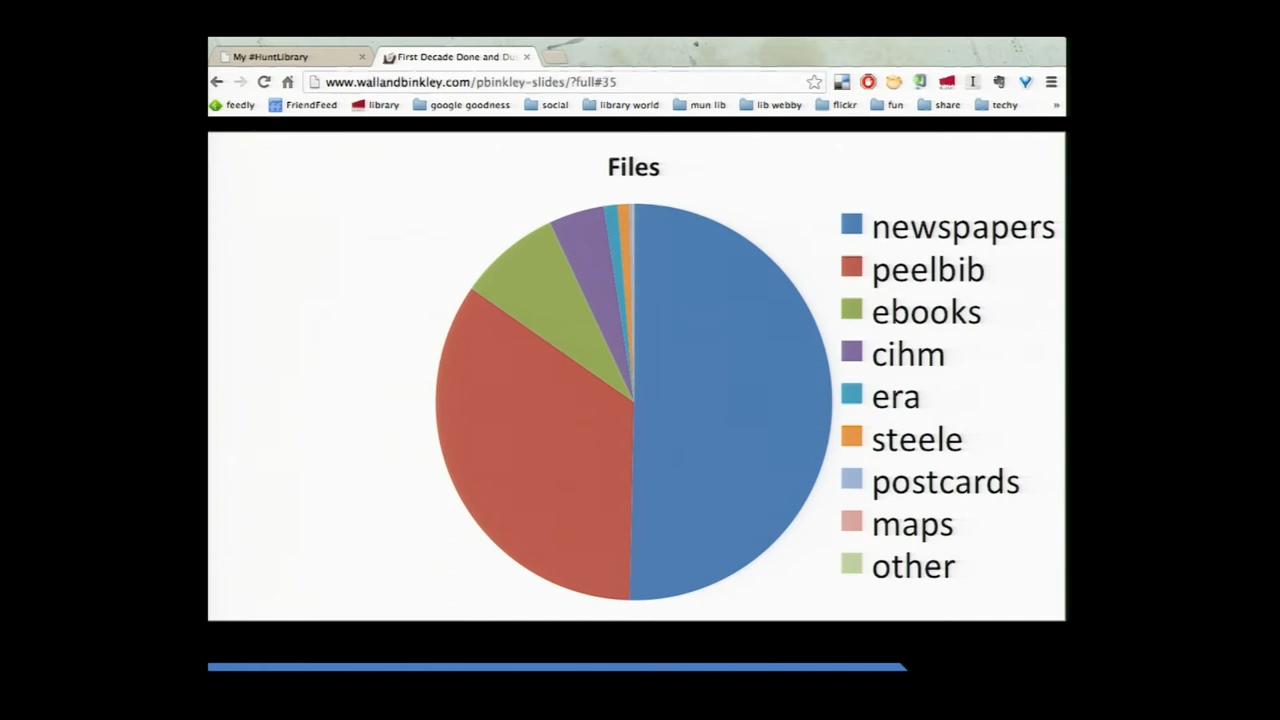 My #HuntLibrary
First Decade Done and Du
www.wallandbinkley.com/pbinkley-slides/?full#35
feedly FriendFeed library google goodness social library world mun lib lib webby flickr fun share techy »
Files
newspapers
peelbib
ebooks
cihm
era
steele
postcards
maps
other